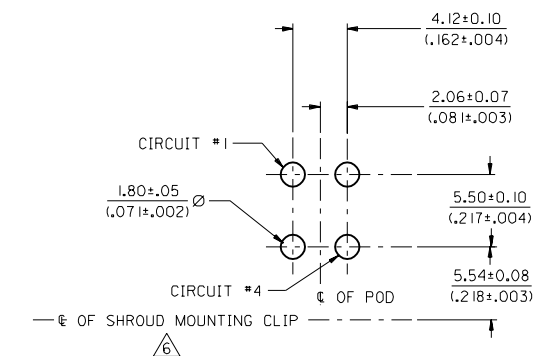 4.12±0.10
(.162±.004)
2.06±0.07
(.081±.003)
CIRCUIT #1
1.80±.05
(.071±.002) Ø
5.50±0.10
(.217±.004)
5.54±0.08
(.218±.003)
CIRCUIT #4
℄ OF POD
℄ OF SHROUD MOUNTING CLIP
6